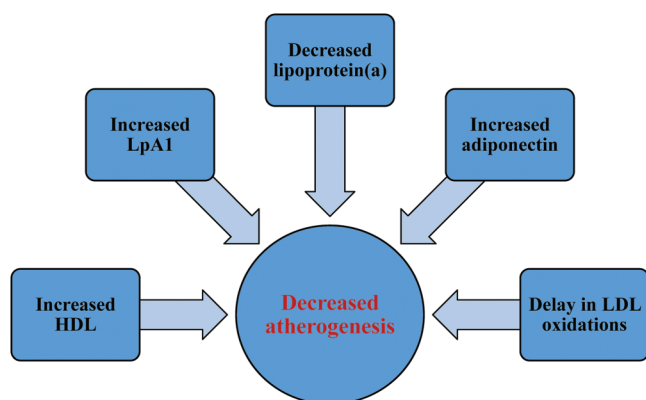 Decreased
lipoprotein(a)
Increased
LpA1
Increased
adiponectin
Increased
HDL
Decreased
atherogenesis
Delay in LDL
oxidations